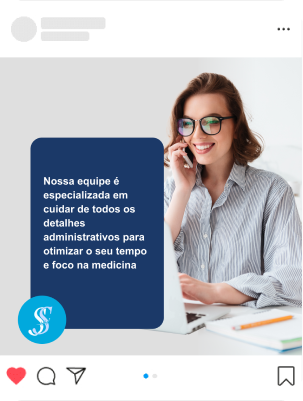 Nossa equipe é
especializada em
cuidar de todos os
detalhes
administrativos para
otimizar o seu tempo
e foco na medicina